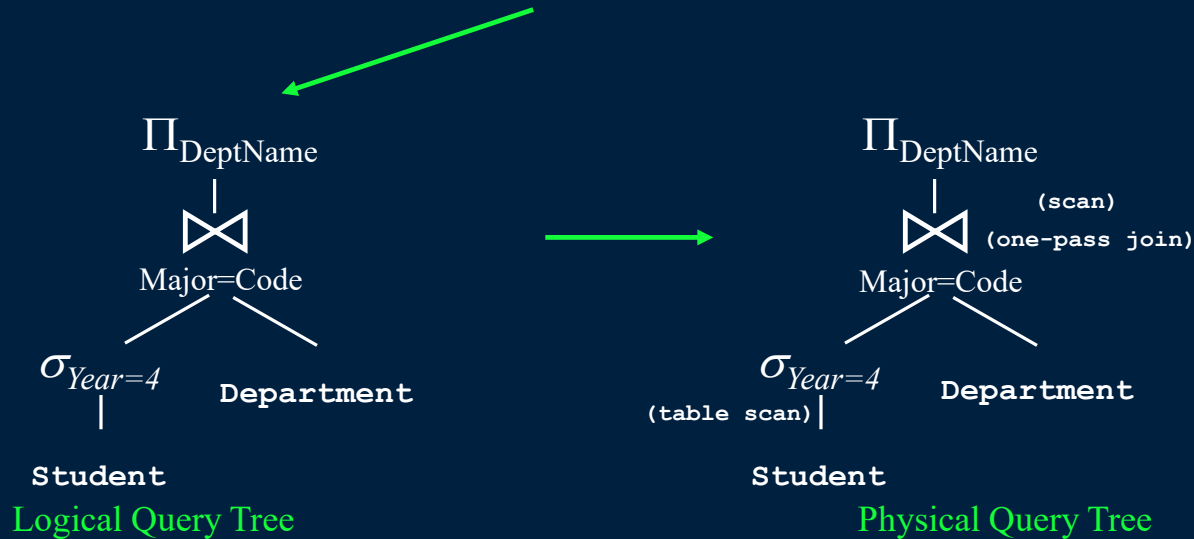 Π DeptName
Major=Code
σ Year=4
Department
Student
Logical Query Tree
Π DeptName
(scan)
(one-pass join)
Major=Code
σ Year=4
Department
(table scan)
Student
Physical Query Tree